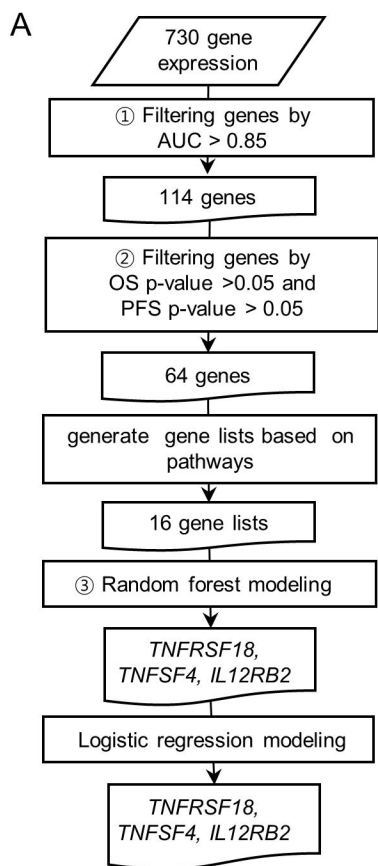 A
730 gene
expression
① Filtering genes by
AUC > 0.85
114 genes
② Filtering genes by
OS p-value >0.05 and
PFS p-value > 0.05
64 genes
generate gene lists based on
pathways
16 gene lists
③ Random forest modeling
TNFRSF18,
TNFSF4, IL12RB2
Logistic regression modeling
TNFRSF18,
TNFSF4, IL12RB2